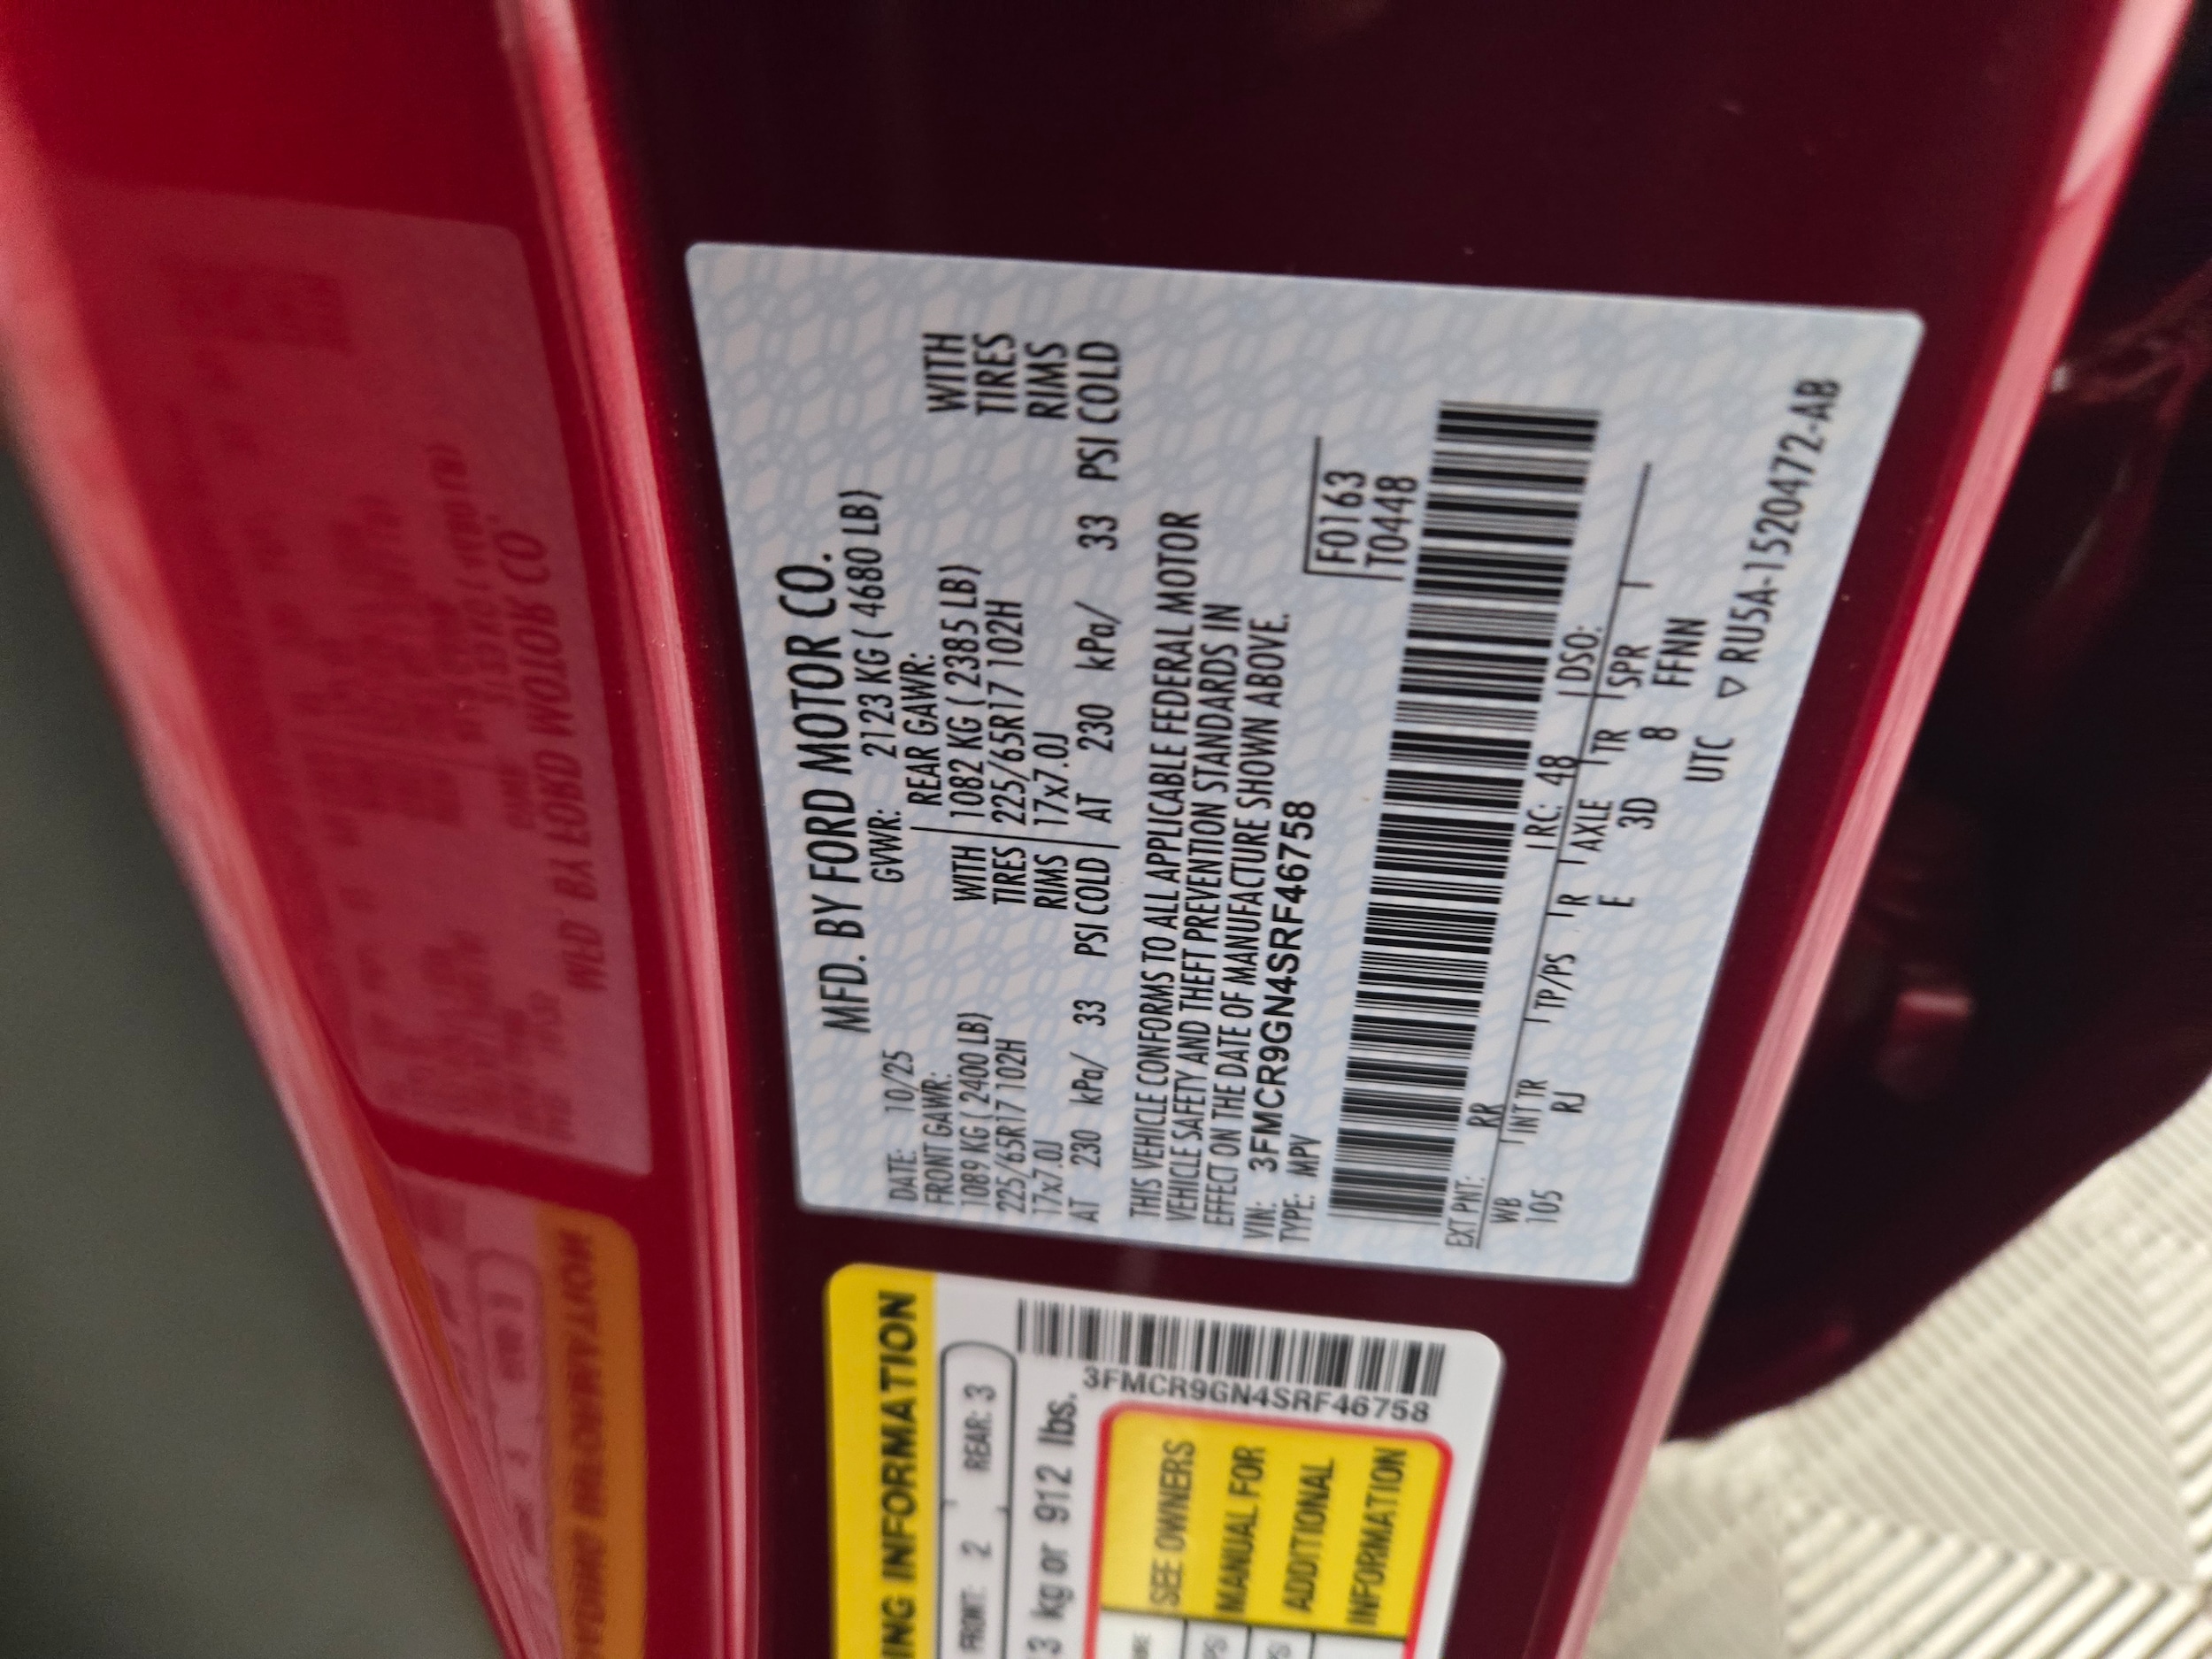 MFD. BY FORD MOTOR CO.
DATE: 10/25 GVWR: 2123 KG ( 4680 LB)
FRONT GAWR: REAR GAWR:
1089 KG ( 2400 LB) WITH 1082 KG ( 2385 LB) WITH
225/65R17 102H TIRES 225/65R17 102H TIRES
17x7.0J RIMS 17x7.0J RIMS
AT 230 kPa/ 33 PSI COLD AT 230 kPa/ 33 PSI COLD
THIS VEHICLE CONFORMS TO ALL APPLICABLE FEDERAL MOTOR
VEHICLE SAFETY AND THEFT PREVENTION STANDARDS IN
EFFECT ON THE DATE OF MANUFACTURE SHOWN ABOVE.
VIN: 3FMCR9GN4SRF46758 F0163
TYPE: MPV T0448
EXT PNT: RR RC: 48 DSO:
WB INT TR TP/PS R AXLE TR SPR
105 RJ E 3D 8 FFNN
UTC ▽ RU5A-1520472-AB
ING INFORMATION
FRONT: 2 REAR: 3
3 kg or 912 lbs.
3FMCR9GN4SRF46758
SEE OWNERS
MANUAL FOR
ADDITIONAL
INFORMATION